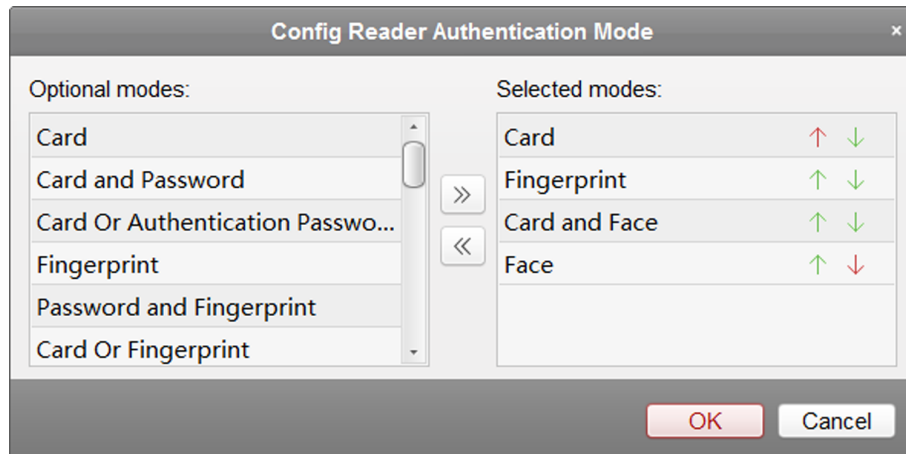 Config Reader Authentication Mode
×
Optional modes:
Card
Card and Password
Card Or Authentication Passwo...
Fingerprint
Password and Fingerprint
Card Or Fingerprint
Selected modes:
Card
Fingerprint
Card and Face
Face
OK
Cancel